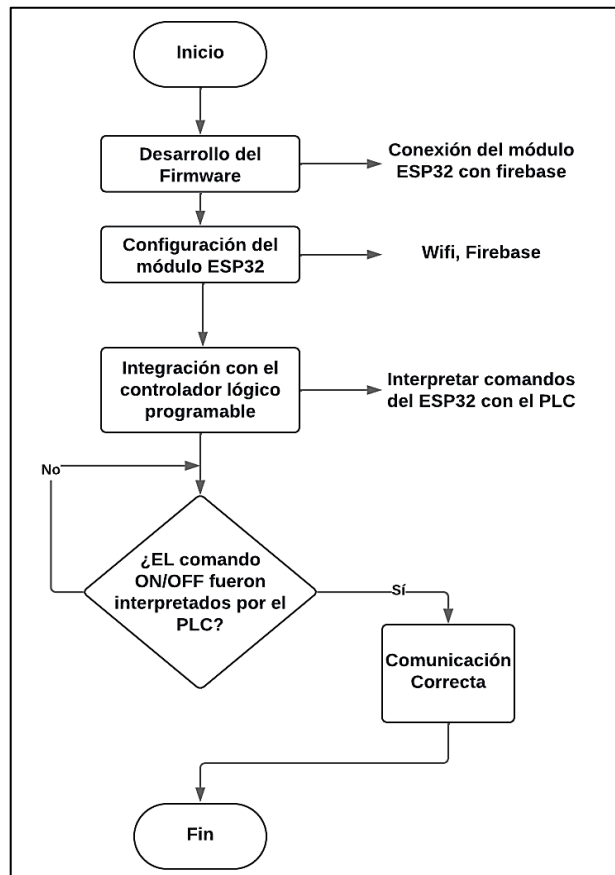 Inicio
Desarrollo del
Firmware
Conexión del módulo
ESP32 con firebase
Configuración del
módulo ESP32
Wifi, Firebase
Integración con el
controlador lógico
programable
Interpretar comandos
del ESP32 con el PLC
No
¿EL comando
ON/OFF fueron
interpretados por el
PLC?
Sí
Comunicación
Correcta
Fin